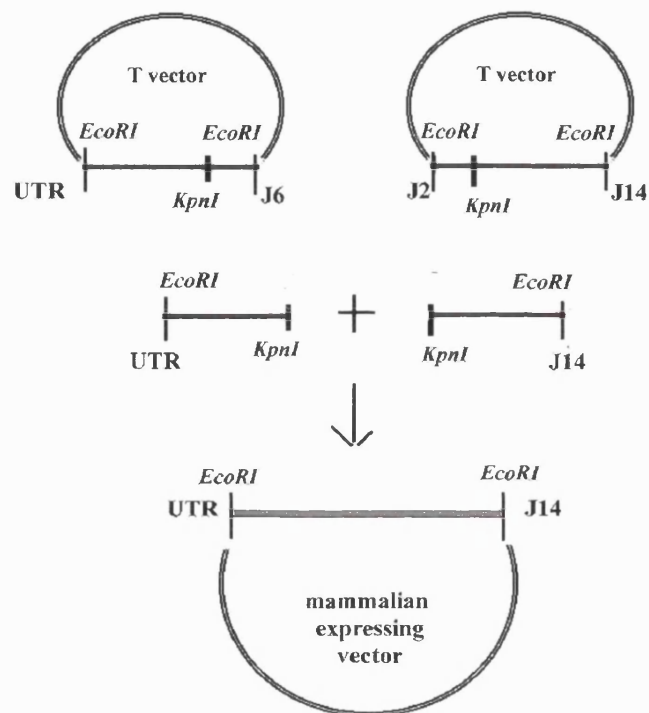 T vector
T vector
EcoRI EcoRI
EcoRI EcoRI
UTR KpnI J6
J2 KpnI J14
EcoRI EcoRI
+
UTR KpnI
KpnI J14
EcoRI EcoRI
UTR J14
mammalian
expressing
vector